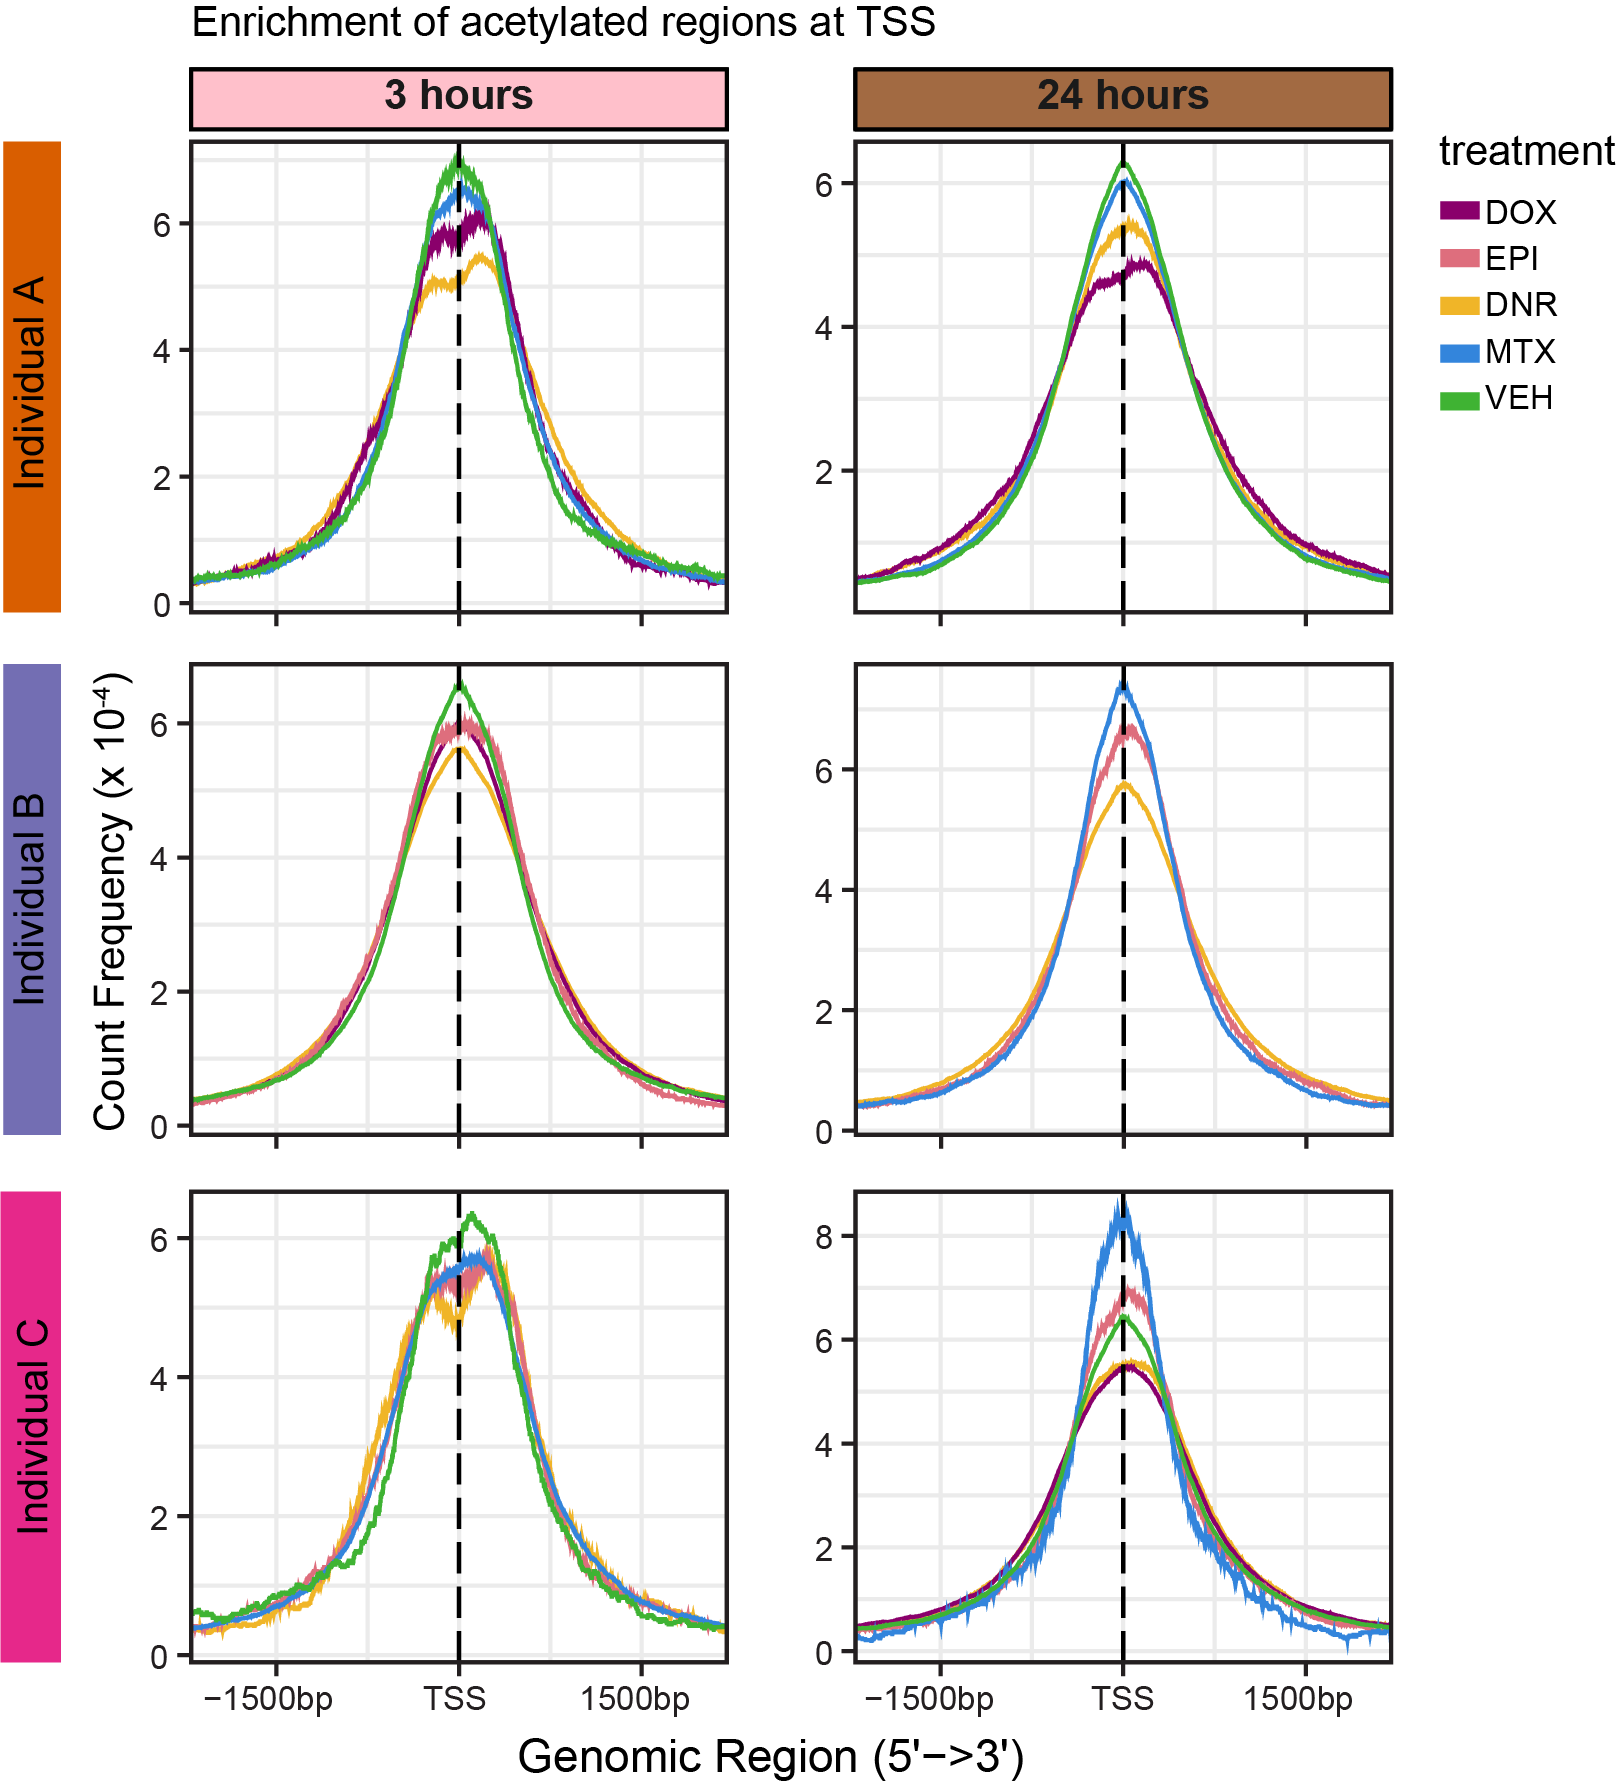 Enrichment of acetylated regions at TSS
3 hours
24 hours
treatment
DOX
EPI
DNR
MTX
VEH
Individual A
6
4
2
0
6
4
2
Individual B
Count Frequency (x 10⁻⁴)
6
4
2
0
6
4
2
0
Individual C
6
4
2
0
8
6
4
2
0
−1500bp TSS 1500bp
−1500bp TSS 1500bp
Genomic Region (5'−>3')